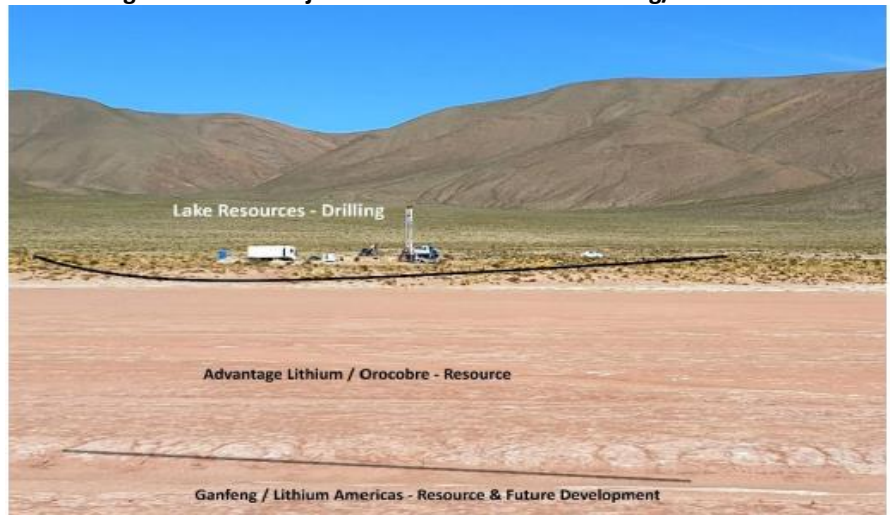 Lake Resources - Drilling
Advantage Lithium / Orocobre - Resource
Ganfeng / Lithium Americas - Resource & Future Development